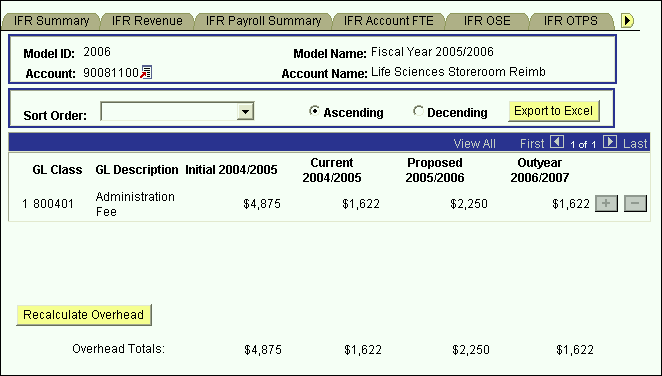 IFR Summary IFR Revenue IFR Payroll Summary IFR Account FTE IFR OSE IFR OTPS
Model ID: 2006 Model Name: Fiscal Year 2005/2006
Account: 90081100 Account Name: Life Sciences Storeroom Reimb
Sort Order: Ascending Decending Export to Excel
View All First 1 of 1 Last
GL Class GL Description Initial 2004/2005 Current 2004/2005 Proposed 2005/2006 Outyear 2006/2007
1 800401 Administration Fee $4,875 $1,622 $2,250 $1,622 + −
Recalculate Overhead
Overhead Totals: $4,875 $1,622 $2,250 $1,622